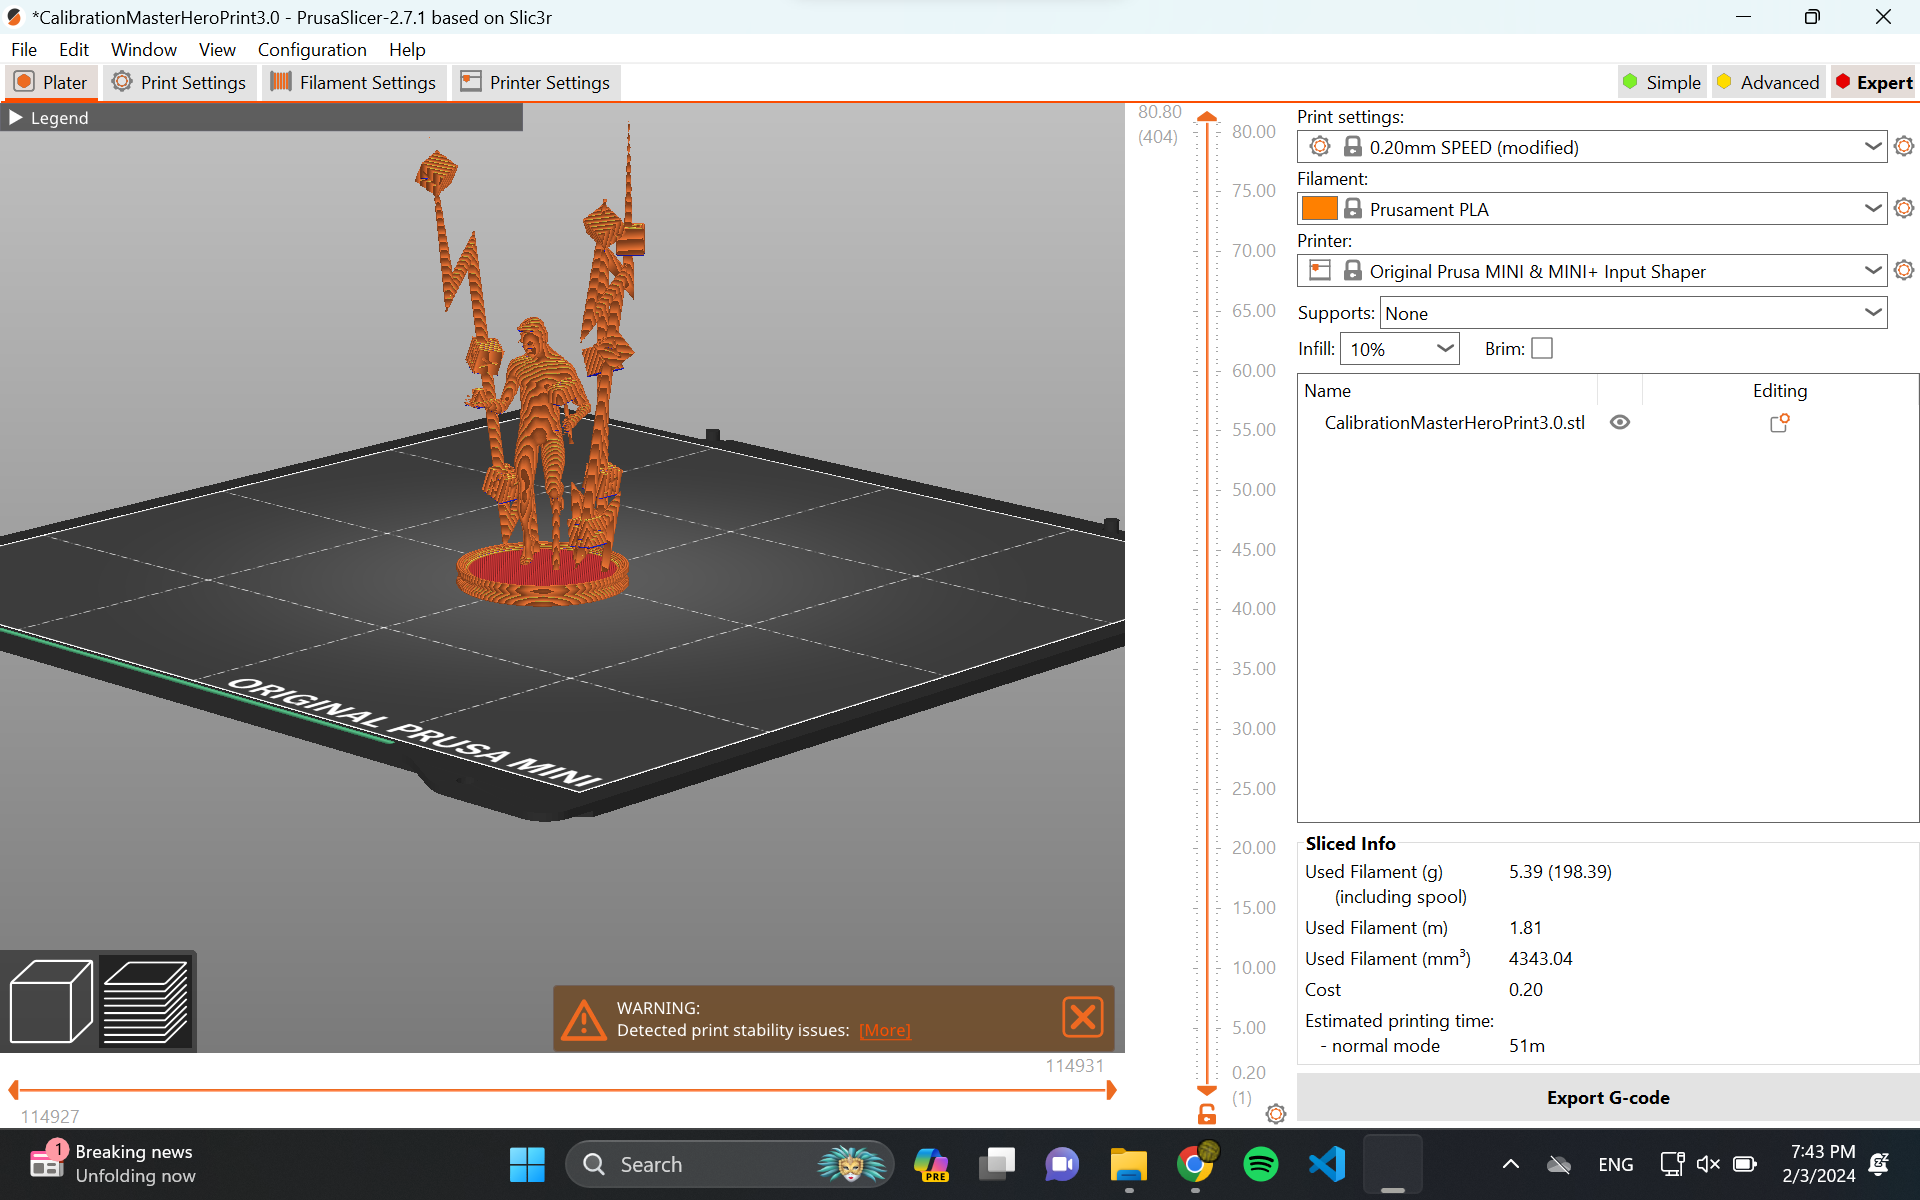 *CalibrationMasterHeroPrint3.0 - PrusaSlicer-2.7.1 based on Slic3r
File Edit Window View Configuration Help
Plater Print Settings Filament Settings Printer Settings Simple Advanced Expert
Legend
80.80
(404)
80.00
75.00
70.00
65.00
60.00
55.00
50.00
45.00
40.00
35.00
30.00
25.00
20.00
15.00
10.00
5.00
0.20
(1)
Print settings:
0.20mm SPEED (modified)
Filament:
Prusament PLA
Printer:
Original Prusa MINI & MINI+ Input Shaper
Supports: None
Infill: 10% Brim:
Name Editing
CalibrationMasterHeroPrint3.0.stl
ORIGINAL PRUSA MINI
Sliced Info
Used Filament (g) 5.39 (198.39)
(including spool)
Used Filament (m) 1.81
Used Filament (mm³) 4343.04
Cost 0.20
Estimated printing time:
- normal mode 51m
Export G-code
WARNING:
Detected print stability issues: [More]
114931
114927
1
Breaking news
Unfolding now
Search
PRE
ENG
7:43 PM
2/3/2024